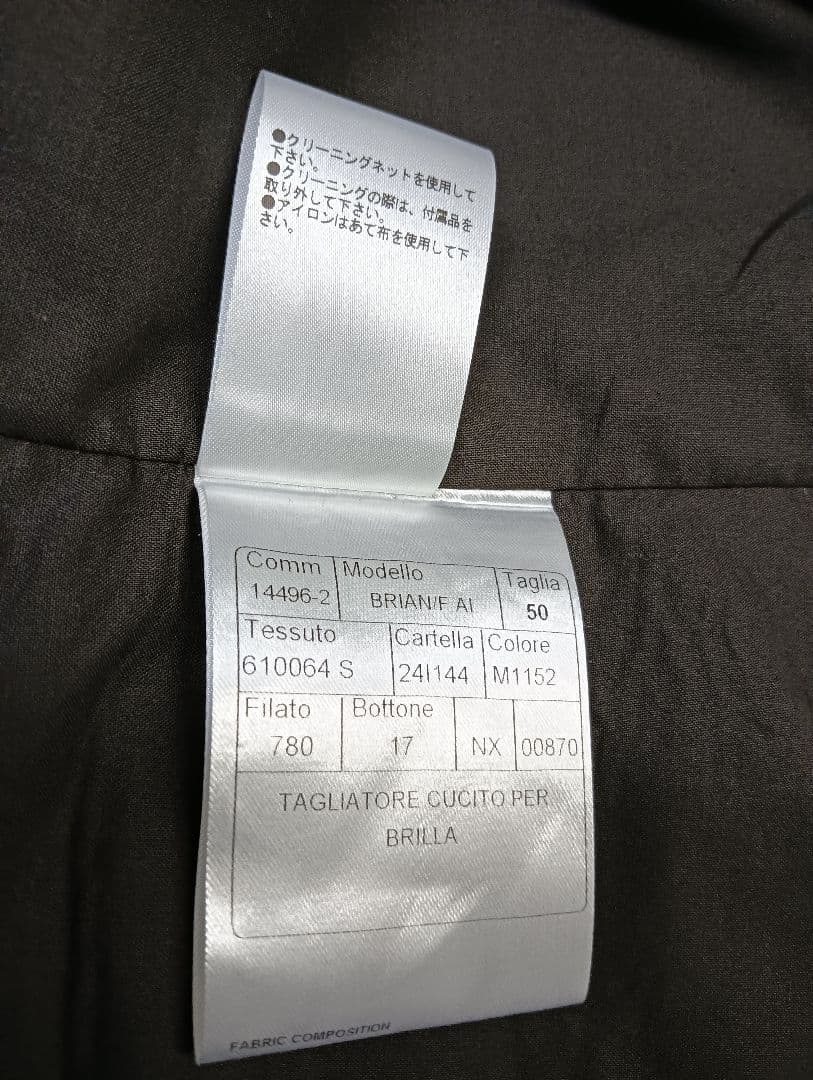 ●クリーニングネットを使用して
下さい。
●クリーニングの際は、付属品を
取り外して下さい。
●アイロンはあて布を使用して下
さい。
Comm Modello Taglia
14496-2 BRIAN/F AI 50
Tessuto Cartella Colore
610064 S 24I144 M1152
Filato Bottone
780 17 NX 00870
TAGLIATORE CUCITO PER
BRILLA
FABRIC COMPOSITION